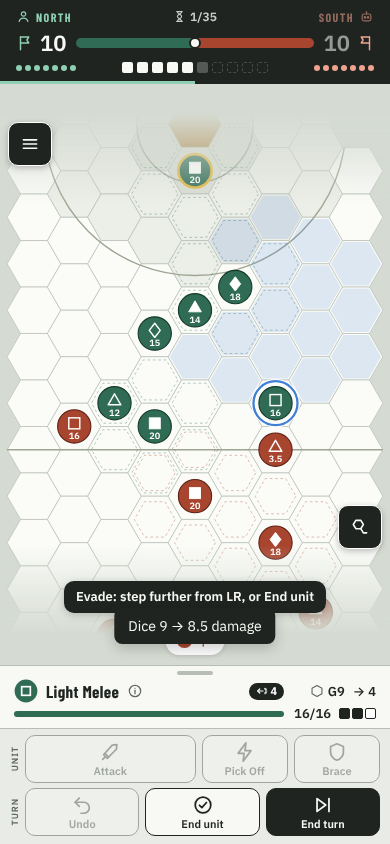 NORTH
1/35
SOUTH
10
10
20
18
14
15
16
12
20
16
3.5
20
18
14
Evade: step further from LR, or End unit
Dice 9 → 8.5 damage
Light Melee
4
G9 → 4
16/16
UNIT
Attack
Pick Off
Brace
TURN
Undo
End unit
End turn